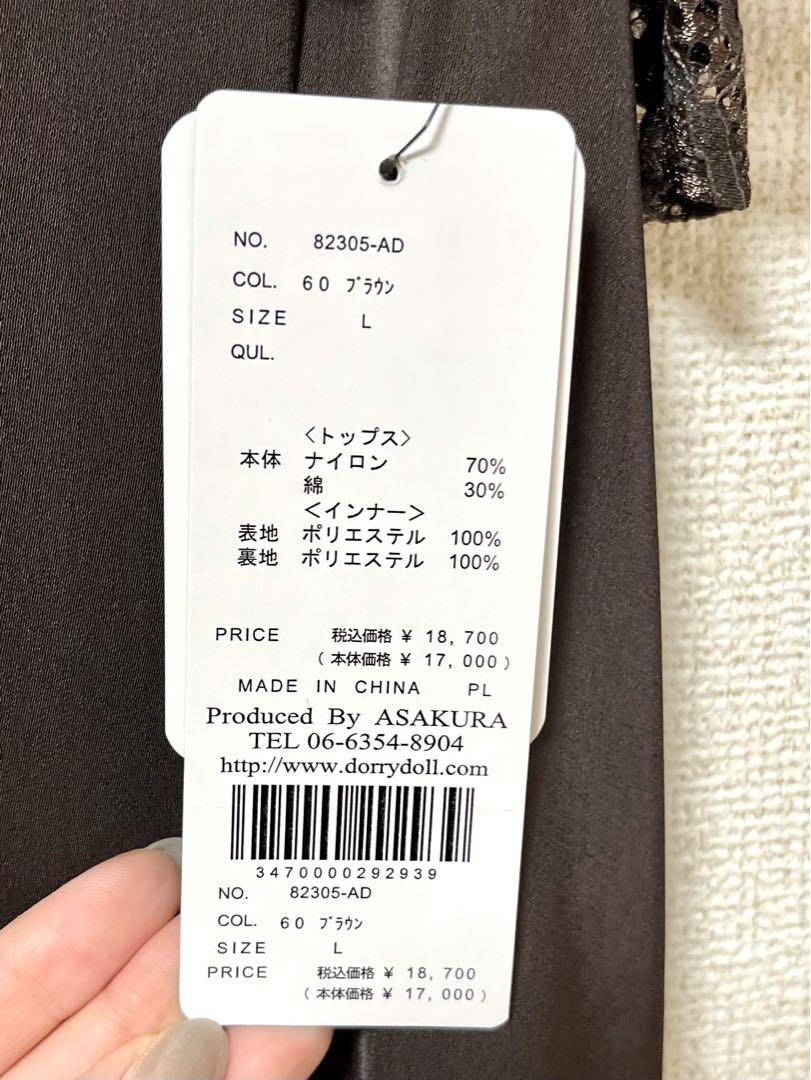 NO. 82305-AD
COL. 60 ﾌﾞﾗｳﾝ
SIZE L
QUL.
〈トップス〉
本体 ナイロン 70%
綿 30%
〈インナー〉
表地 ポリエステル 100%
裏地 ポリエステル 100%
PRICE 税込価格 ¥ 18,700
(本体価格 ¥ 17,000)
MADE IN CHINA PL
Produced By ASAKURA
TEL 06-6354-8904
http://www.dorrydoll.com
3470000292939
NO. 82305-AD
COL. 60 ﾌﾞﾗｳﾝ
SIZE L
PRICE 税込価格 ¥ 18,700
(本体価格 ¥ 17,000)